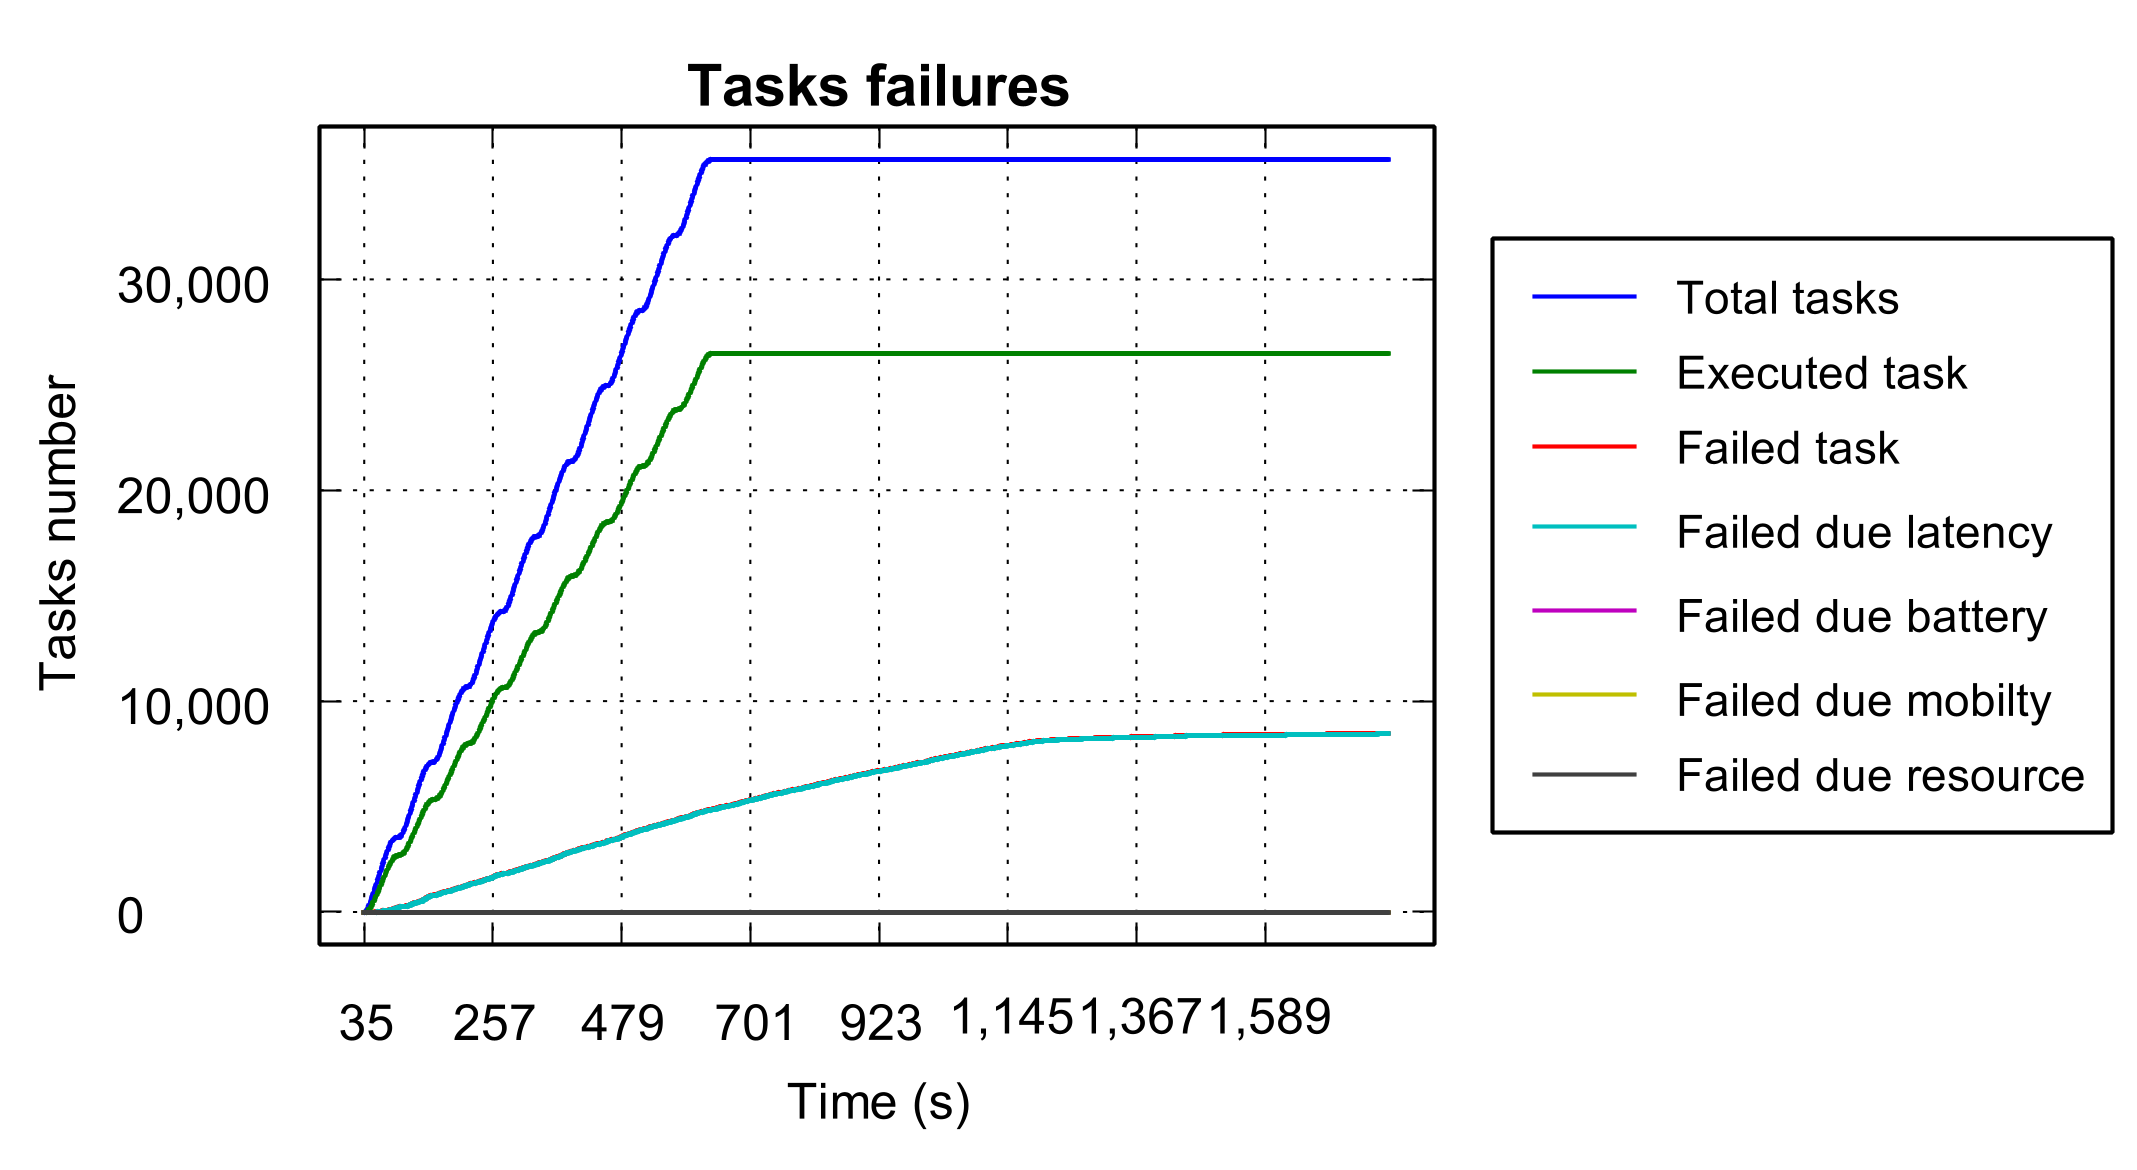 Tasks failures
30,000
20,000
10,000
0
Tasks number
35 257 479 701 923 1,145 1,367 1,589
Time (s)
Total tasks
Executed task
Failed task
Failed due latency
Failed due battery
Failed due mobilty
Failed due resource